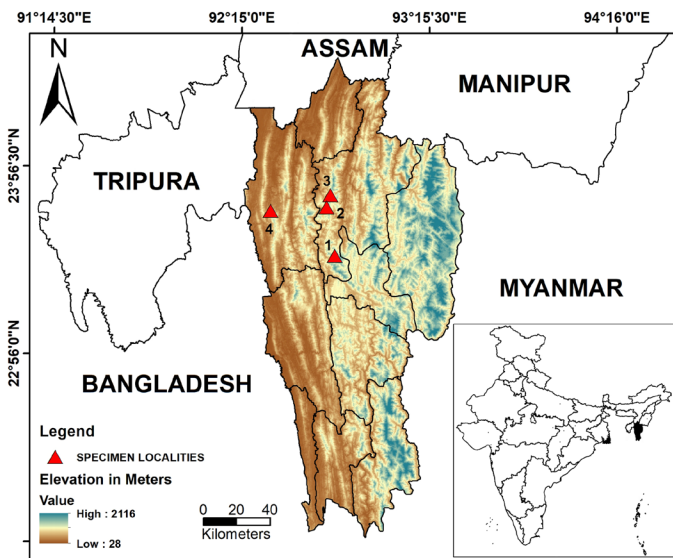 91°14'30"E 92°15'0"E 93°15'30"E 94°16'0"E
N
ASSAM
MANIPUR
23°56'30"N
TRIPURA
3
2
4
1
MYANMAR
22°56'0"N
BANGLADESH
Legend
SPECIMEN LOCALITIES
Elevation in Meters
Value
High : 2116
Low : 28
0 20 40
Kilometers